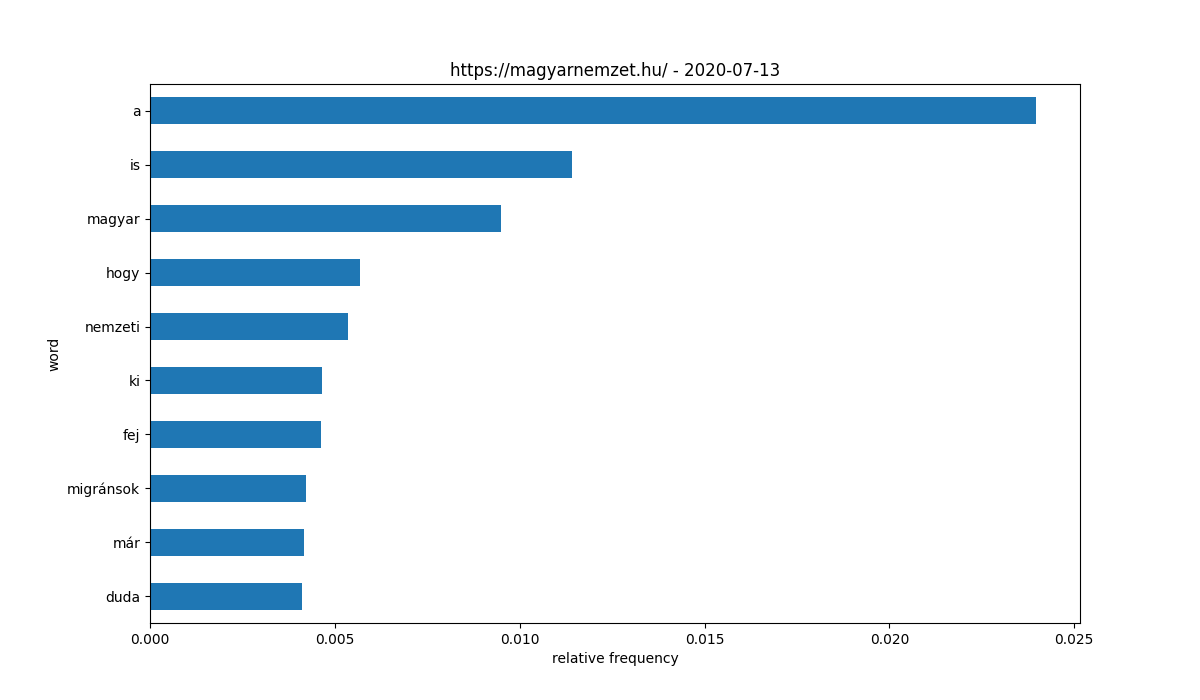 https://magyarnemzet.hu/ - 2020-07-13
a
is
magyar
hogy
nemzeti
ki
fej
migránsok
már
duda
word
0.000 0.005 0.010 0.015 0.020 0.025
relative frequency